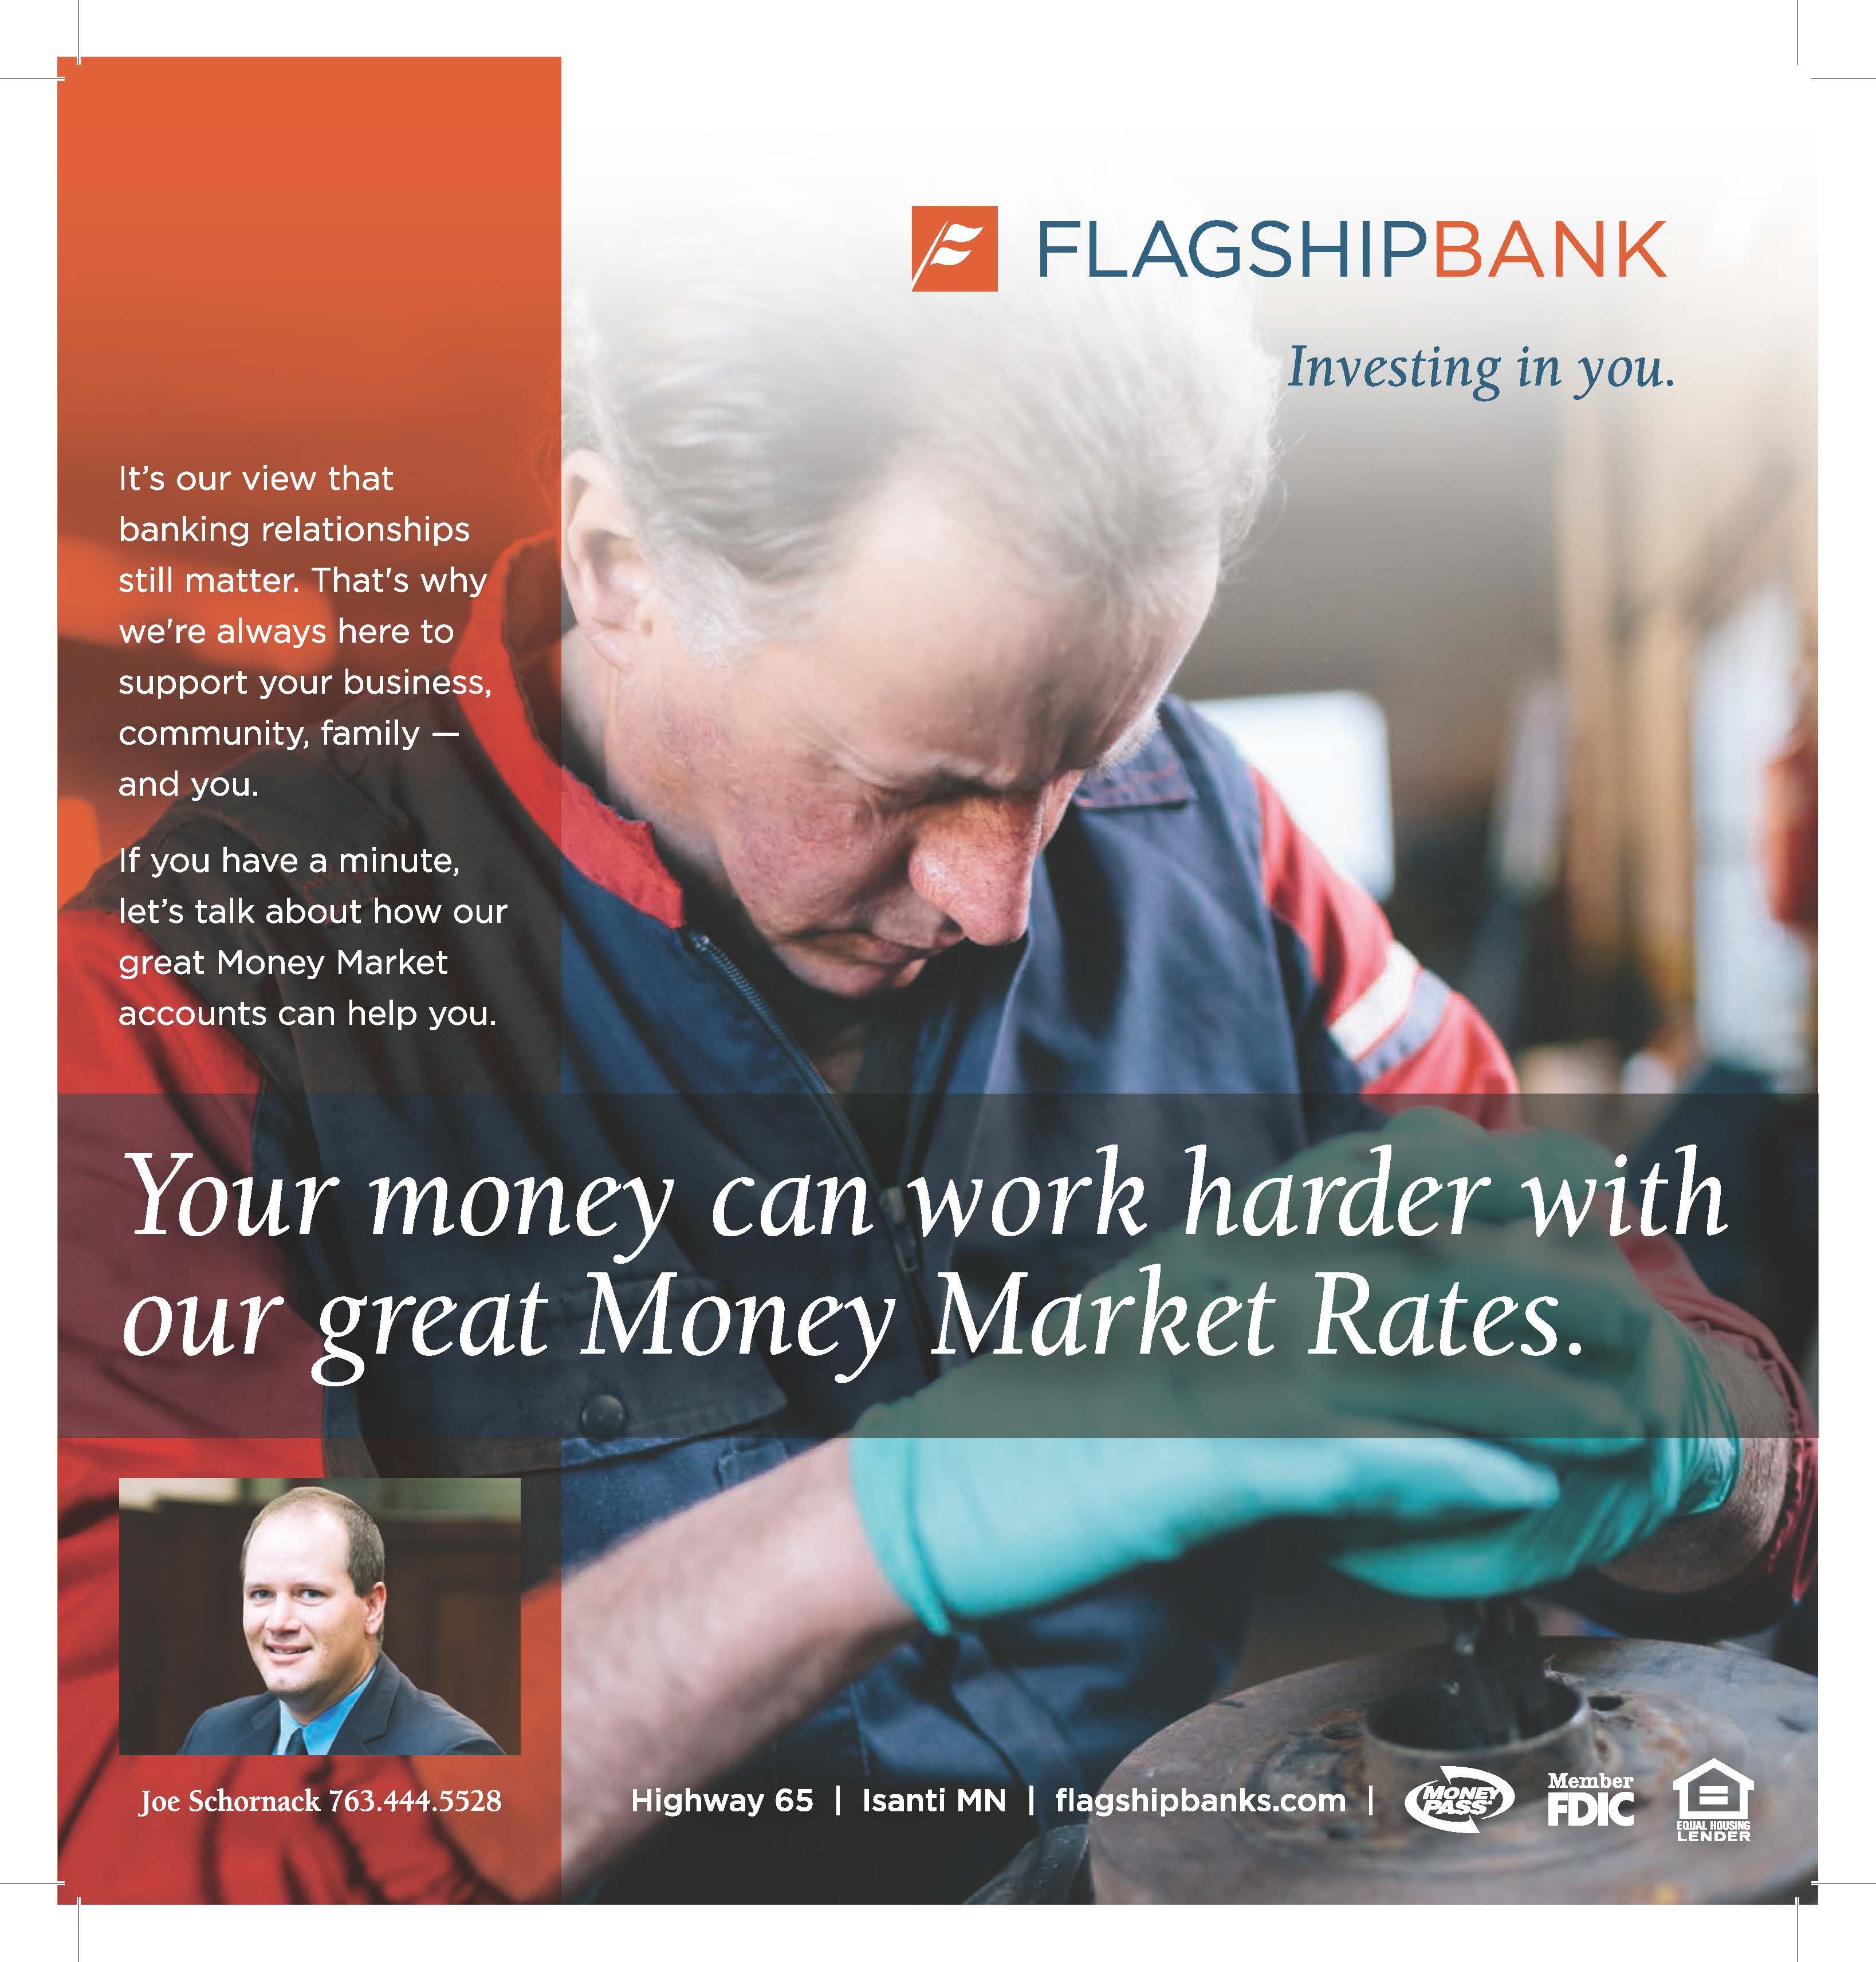 FLAGSHIPBANK
Investing in you.
It's our view that
banking relationships
still matter. That's why
we're always here to
support your business,
community, family —
and you.
If you have a minute,
let's talk about how our
great Money Market
accounts can help you.
Your money can work harder with
our great Money Market Rates.
Joe Schornack 763.444.5528
Highway 65 | Isanti MN | flagshipbanks.com |
MONEY
PASS
Member
FDIC
EQUAL HOUSING
LENDER